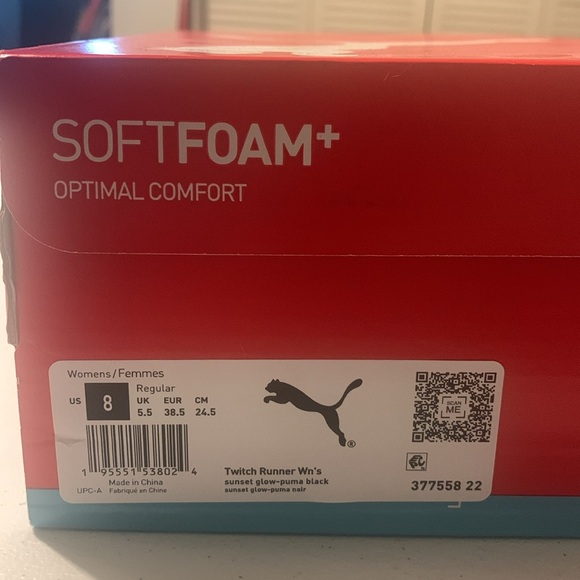 SOFTFOAM+
OPTIMAL COMFORT
Womens/Femmes
Regular
US 8 UK EUR CM
5.5 38.5 24.5
1 95551 53802 4
Made in China
UPC-A Fabriqué en Chine
®
Twitch Runner Wn's
sunset glow-puma black
sunset glow-puma noir
SCAN
ME
377558 22